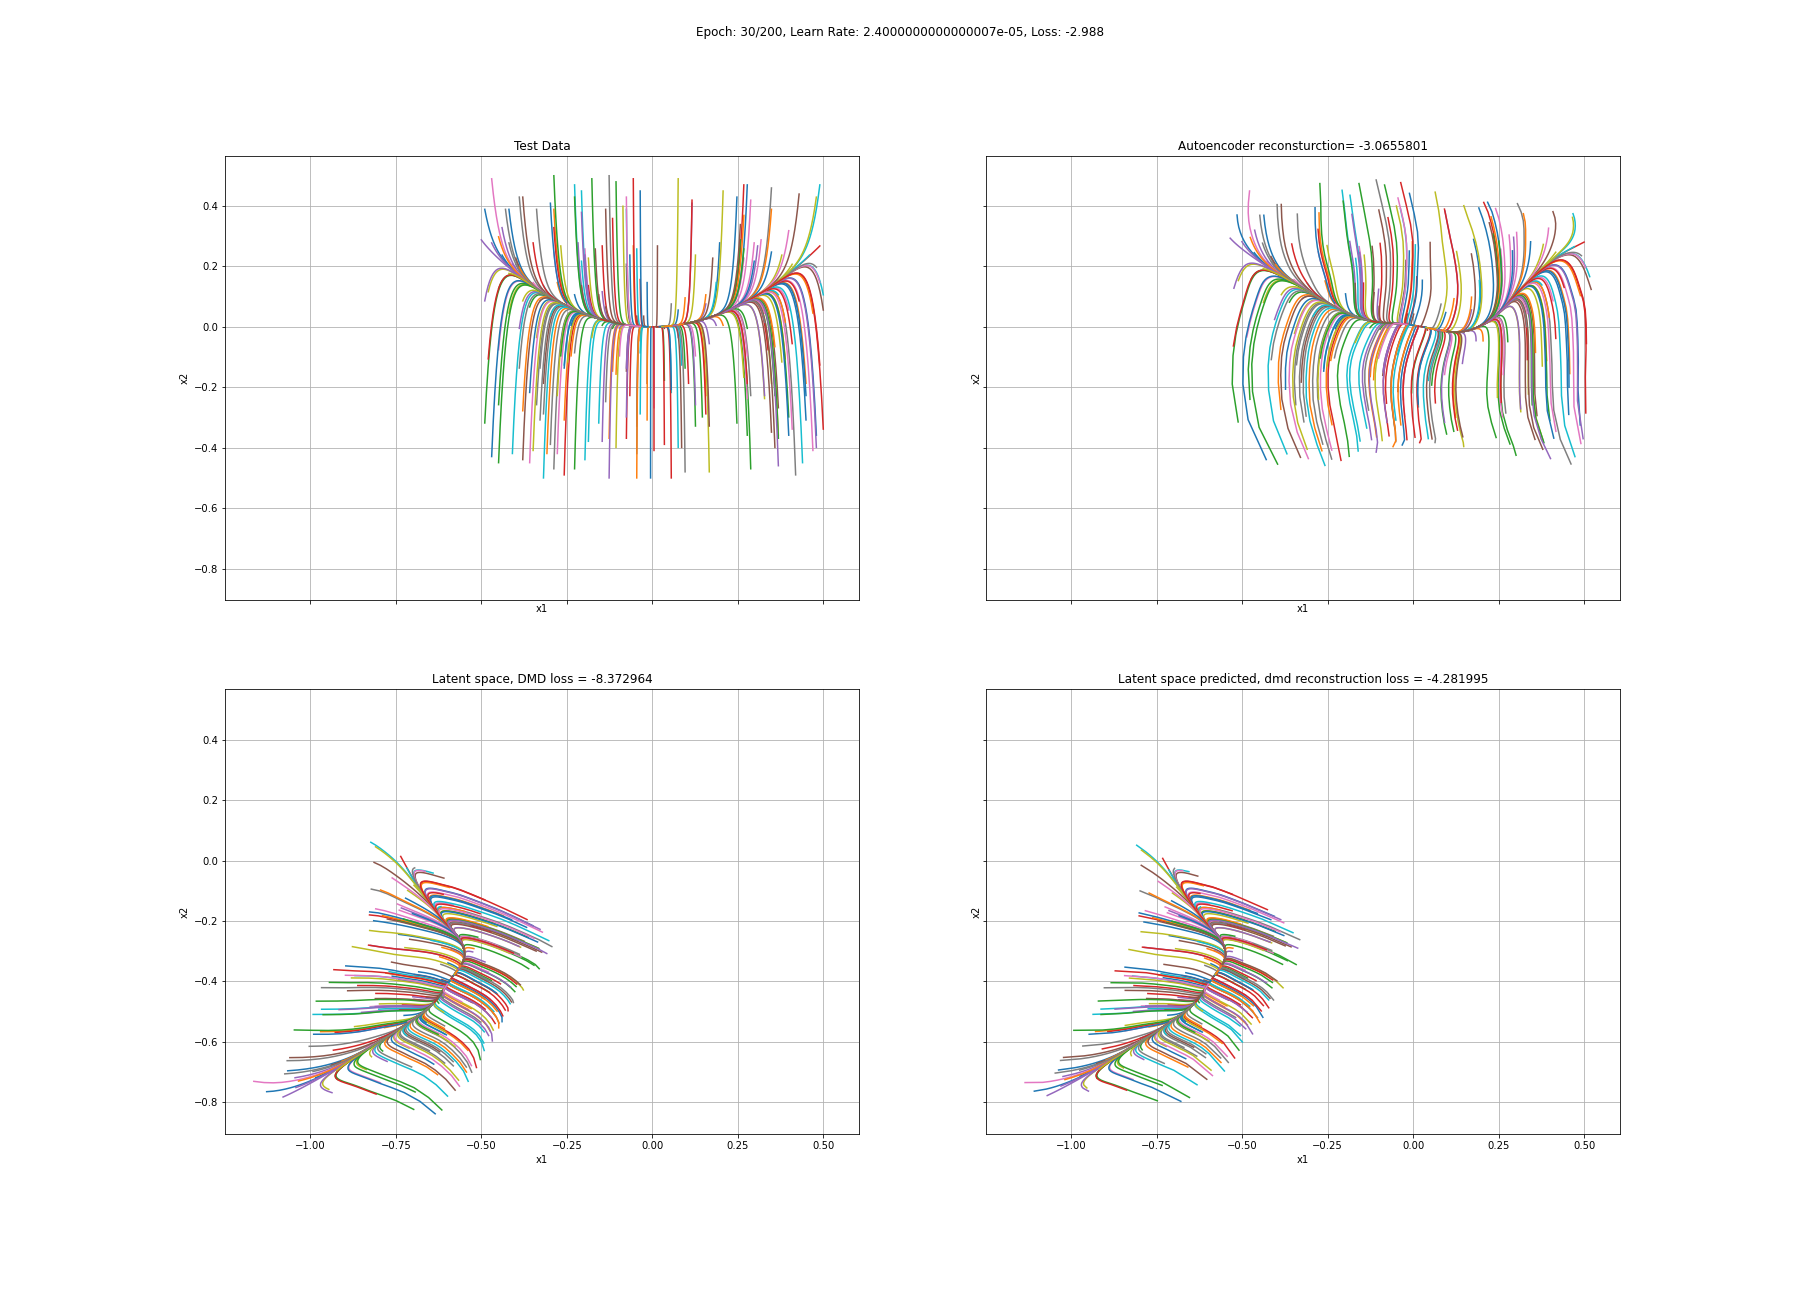 Epoch: 30/200, Learn Rate: 2.4000000000000007e-05, Loss: -2.988
Test Data
Autoencoder reconsturction= -3.0655801
0.4
0.2
0.0
−0.2
−0.4
−0.6
−0.8
x2
x1
x2
x1
Latent space, DMD loss = -8.372964
Latent space predicted, dmd reconstruction loss = -4.281995
0.4
0.2
0.0
−0.2
−0.4
−0.6
−0.8
x2
−1.00 −0.75 −0.50 −0.25 0.00 0.25 0.50
x1
x2
−1.00 −0.75 −0.50 −0.25 0.00 0.25 0.50
x1